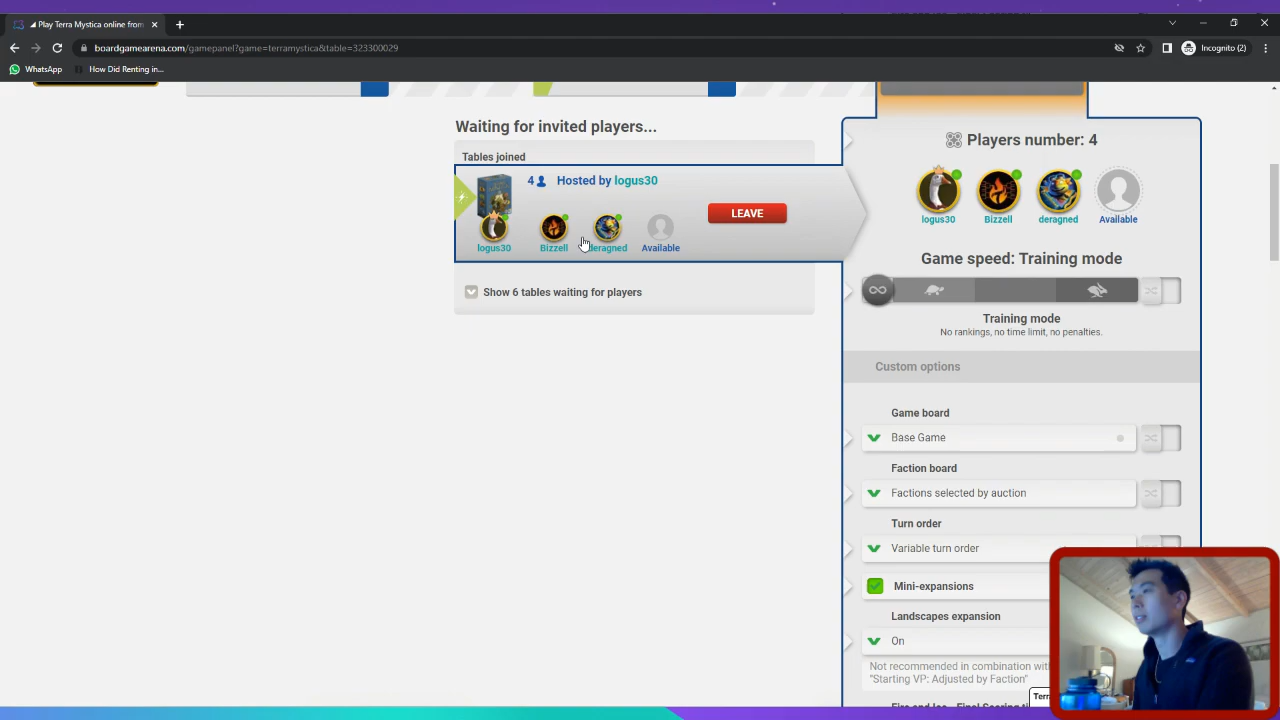 Play Terra Mystica online from
boardgamearena.com/gamepanel?game=terramystica&table=323300029
Incognito (2)
WhatsApp
How Did Renting in...
Waiting for invited players...
Tables joined
4 Hosted by logus30
LEAVE
logus30
Bizzell
deragned
Available
Show 6 tables waiting for players
Players number: 4
logus30
Bizzell
deragned
Available
Game speed: Training mode
Training mode
No rankings, no time limit, no penalties.
Custom options
Game board
Base Game
Faction board
Factions selected by auction
Turn order
Variable turn order
Mini-expansions
Landscapes expansion
On
Not recommended in combination with
"Starting VP: Adjusted by Faction"